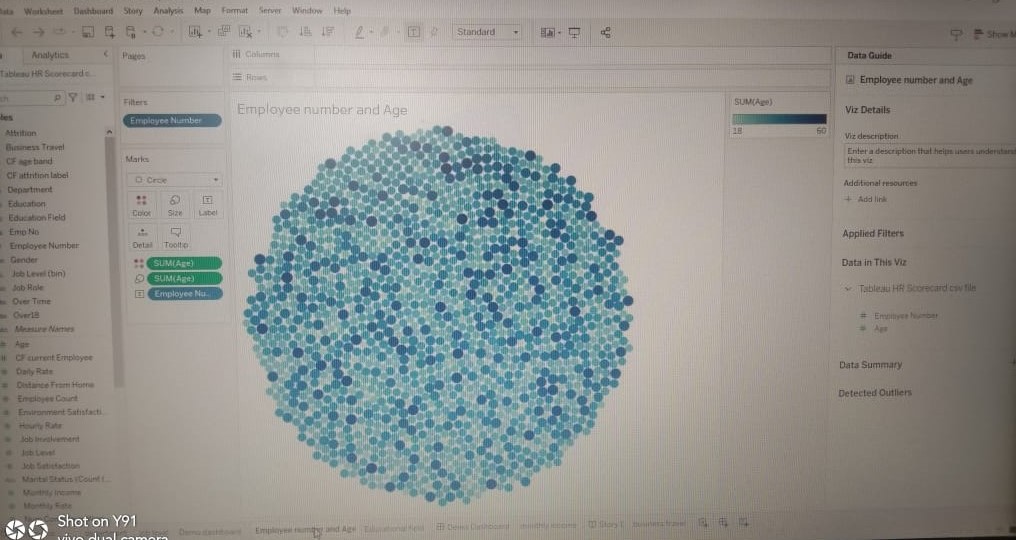 Data Worksheet Dashboard Story Analysis Map Format Server Window Help
Standard
Show M
Analytics
Tableau HR Scorecard c...
Attrition
Business Travel
CF age band
CF attrition label
Department
Education
Education Field
Emp No
Employee Number
Gender
Job Level (bin)
Job Role
Over Time
Over18
Measure Names
Age
CF current Employee
Daily Rate
Distance From Home
Employee Count
Environment Satisfacti...
Hourly Rate
Job Involvement
Job Level
Job Satisfaction
Marital Status (Count (...
Monthly Income
Monthly Rate
Pages
Filters
Employee Number
Marks
Circle
Color Size Label
Detail Tooltip
SUM(Age)
SUM(Age)
Employee Nu..
Columns
Rows
Employee number and Age
SUM(Age)
18 60
Data Guide
Employee number and Age
Viz Details
Viz description
Enter a description that helps users understand
this viz
Additional resources
+ Add link
Applied Filters
Data in This Viz
Tableau HR Scorecard csv file
Employee Number
Age
Data Summary
Detected Outliers
Demo dashboard Employee number and Age Educational field Demo Dashboard monthly income Story 1 business travel
Shot on Y91
vivo dual camera